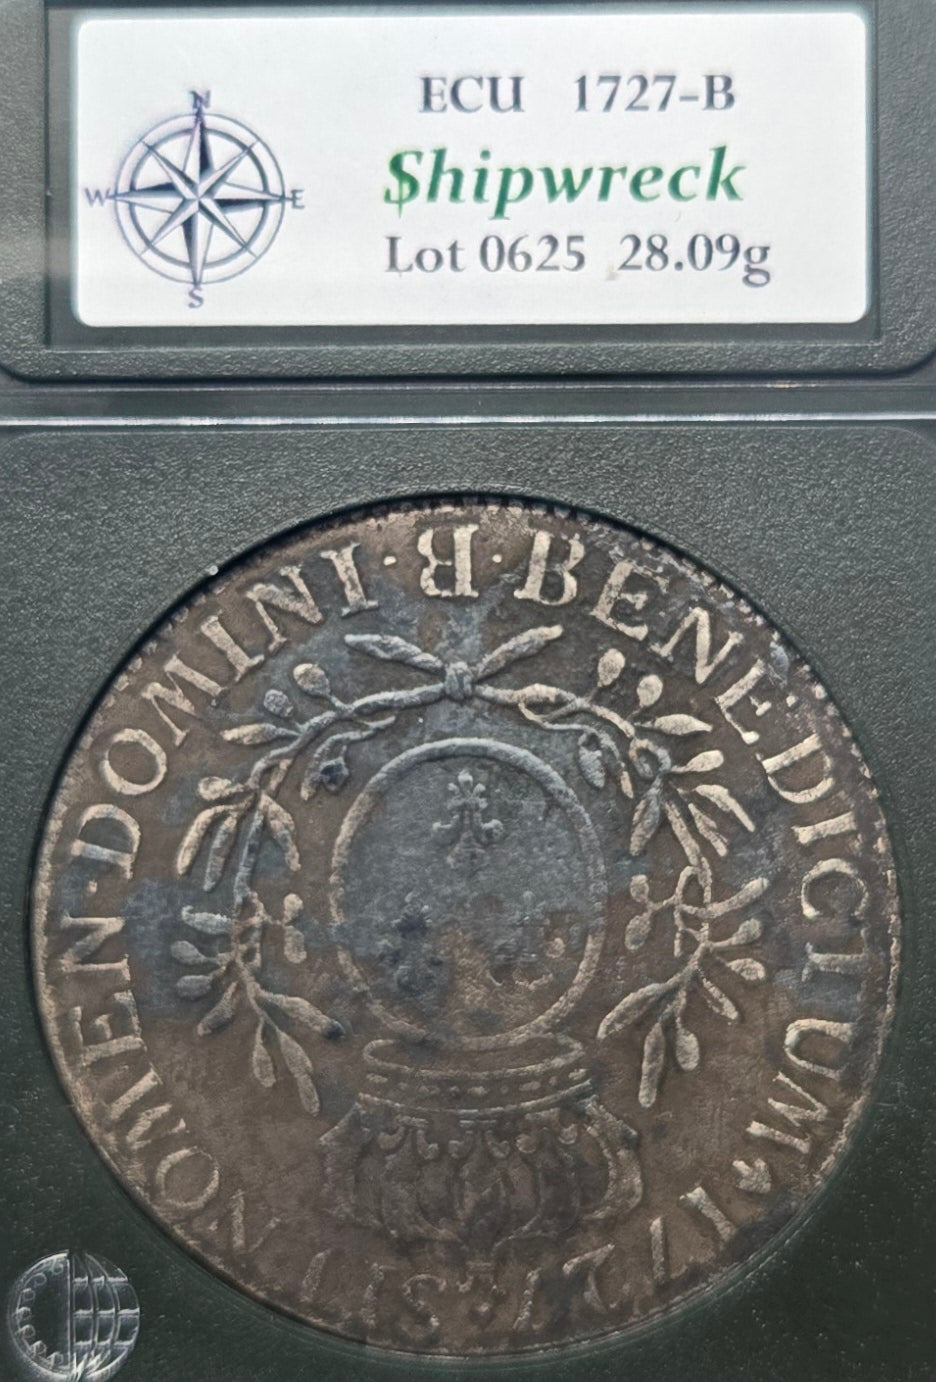 N
W E
S
ECU 1727-B
$hipwreck
Lot 0625 28.09g
SIT NOMEN·DOMINI·B·BENEDICTUM 1727